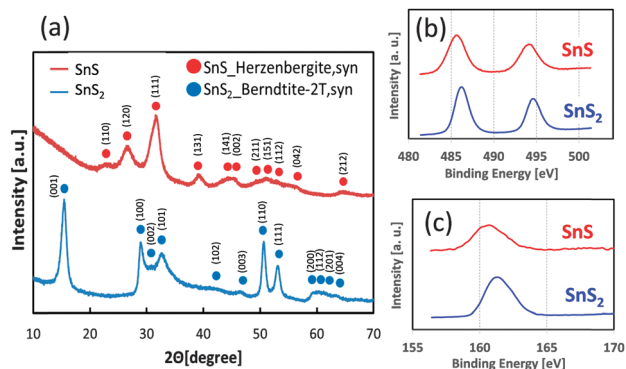 (a)
SnS
SnS2
SnS_Herzenbergite,syn
SnS2_Berndtite-2T,syn
(110)
(120)
(111)
(131)
(141)
(002)
(211)
(151)
(112)
(042)
(212)
(001)
(100)
(002)
(101)
(102)
(003)
(110)
(111)
(200)
(112)
(201)
(004)
Intensity [a.u.]
10 20 30 40 50 60 70
2Θ[degree]
(b)
SnS
SnS2
Intensity [a. u.]
480 485 490 495 500
Binding Energy [eV]
(c)
SnS
SnS2
Intensity [a. u.]
155 160 165 170
Binding Energy [eV]